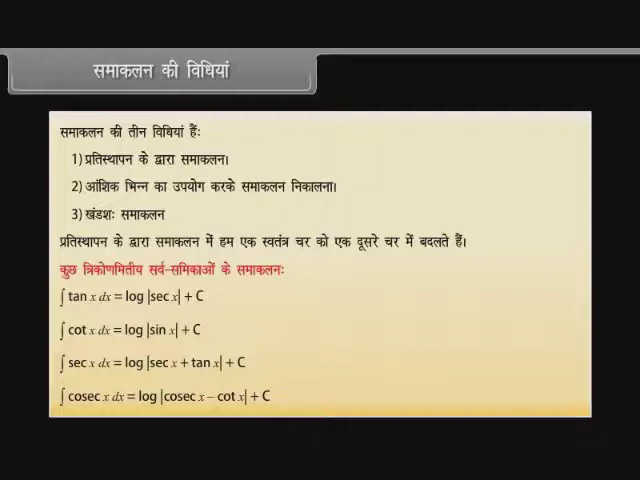 समाकलन की विधियां
समाकलन की तीन विधियां हैं:
1) प्रतिस्थापन के द्वारा समाकलन।
2) आंशिक भिन्न का उपयोग करके समाकलन निकालना।
3) खंडशः समाकलन
प्रतिस्थापन के द्वारा समाकलन में हम एक स्वतंत्र चर को एक दूसरे चर में बदलते हैं।
कुछ त्रिकोणमितीय सर्व-समिकाओं के समाकलन:
∫ tan x dx = log |sec x| + C
∫ cot x dx = log |sin x| + C
∫ sec x dx = log |sec x + tan x| + C
∫ cosec x dx = log |cosec x – cot x| + C